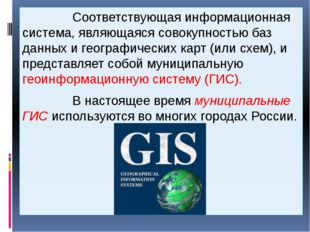 Соответствующая информационная
система, являющаяся совокупностью баз
данных и географических карт (или схем), и
представляет собой муниципальную
геоинформационную систему (ГИС).
В настоящее время муниципальные
ГИС используются во многих городах России.
GIS
GEOGRAPHICAL
INFORMATION
SYSTEMS